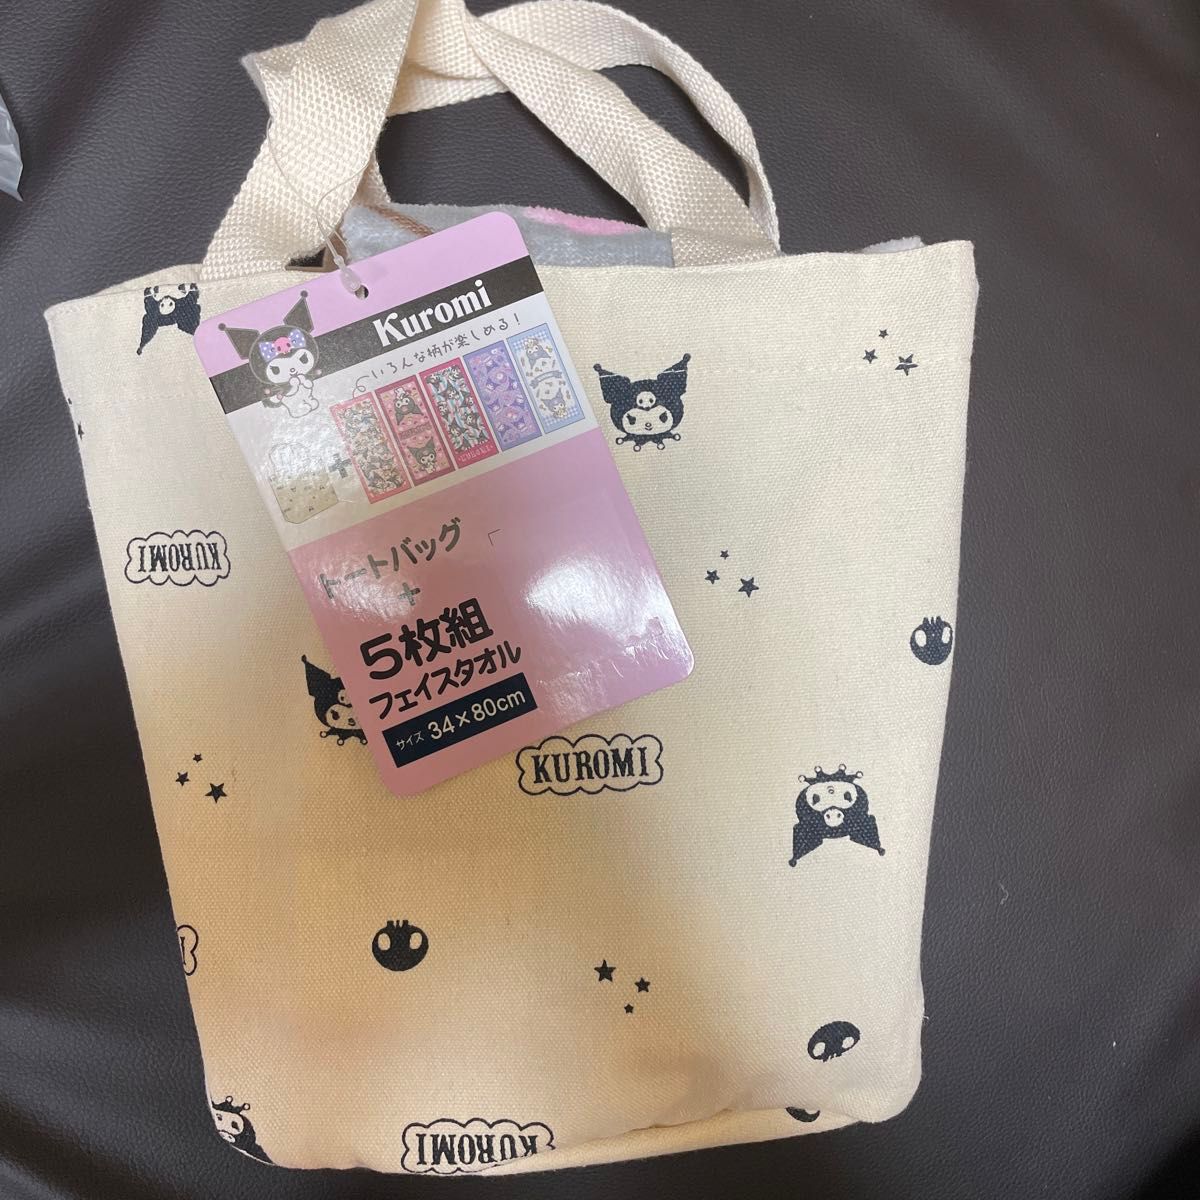 Kuromi
いろんな柄が楽しめる!
+
トートバッグ
+
5枚組
フェイスタオル
サイズ 34×80cm
KUROMI
KUROMI
KUROMI